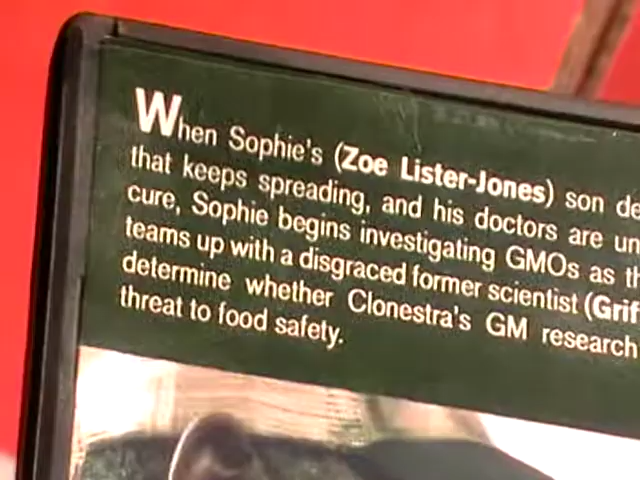 When Sophie's (Zoe Lister-Jones) son
that keeps spreading, and his doctors are
cure, Sophie begins investigating GMOs as
teams up with a disgraced former scientist
determine whether Clonestra's GM research
threat to food safety.